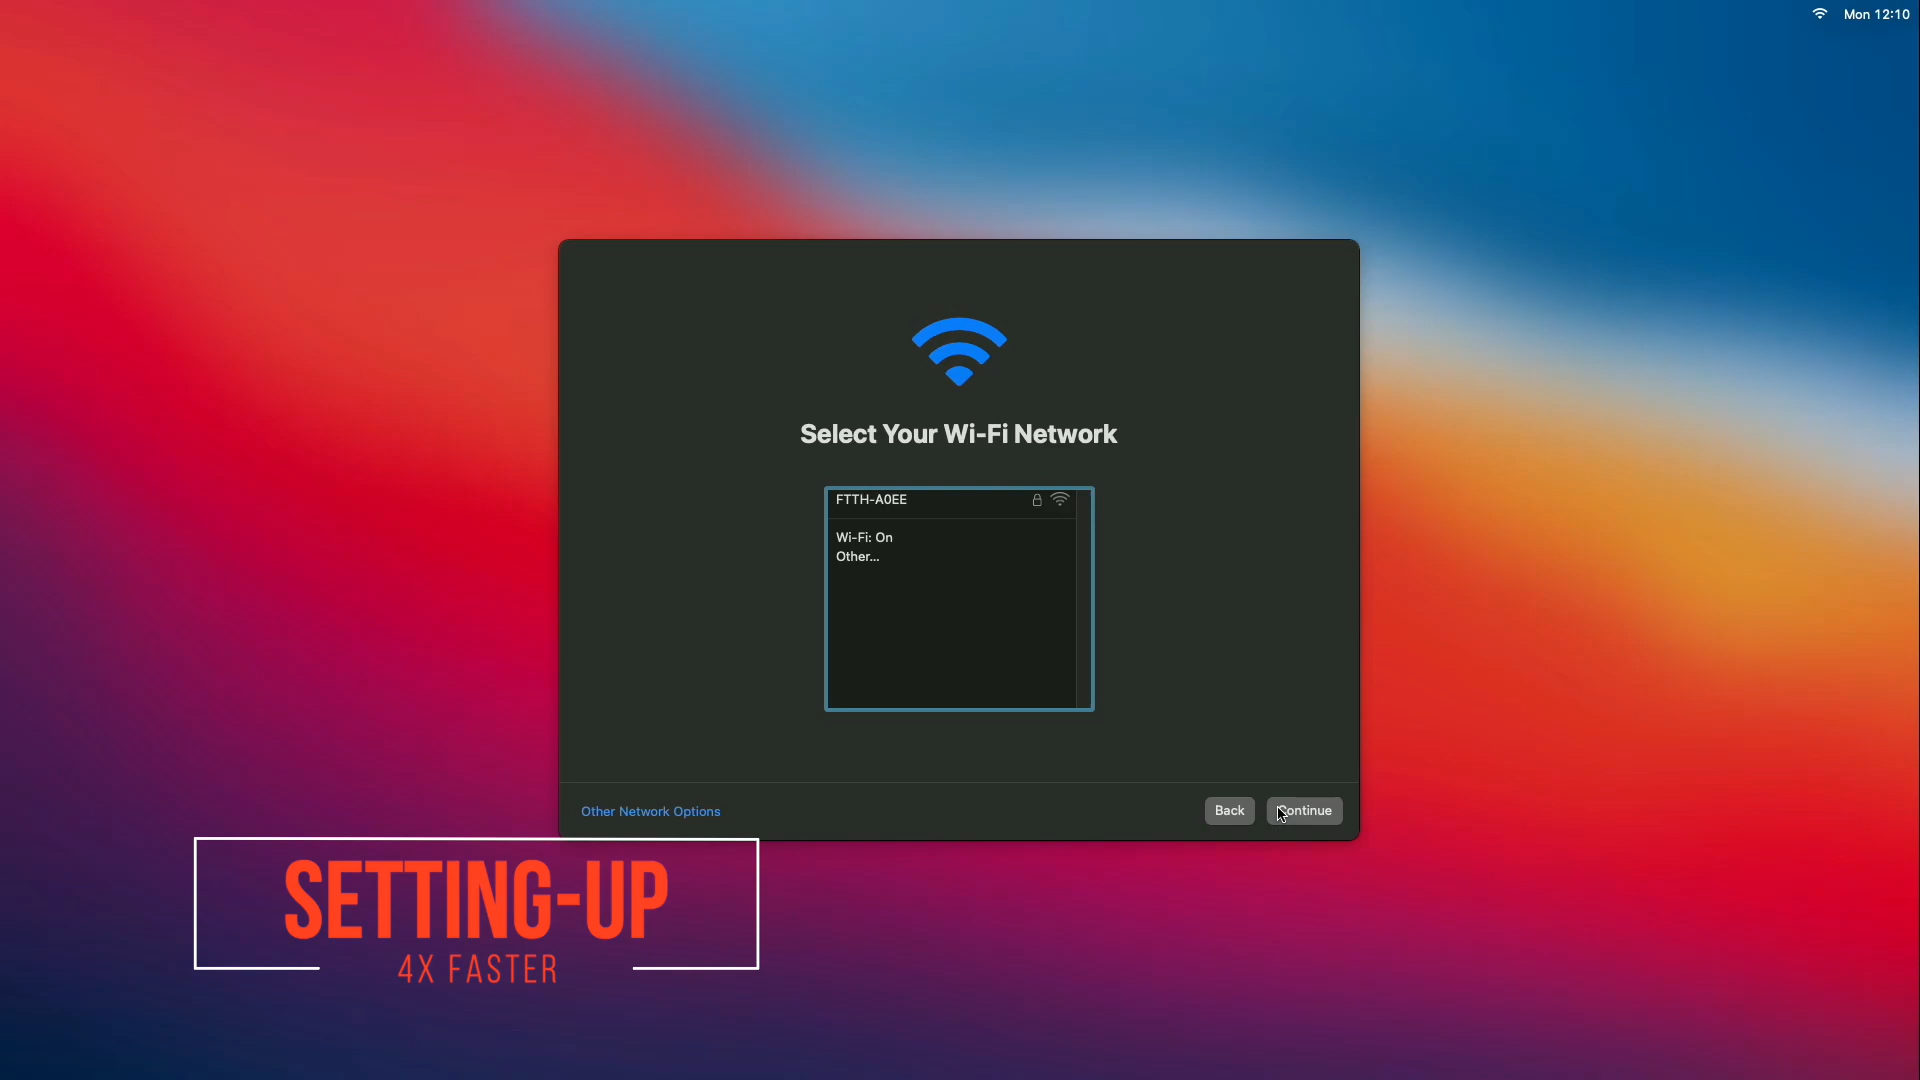 Mon 12:10
Select Your Wi-Fi Network
FTTH-A0EE
Wi-Fi: On
Other...
Other Network Options
Back
Continue
SETTING-UP
4X FASTER